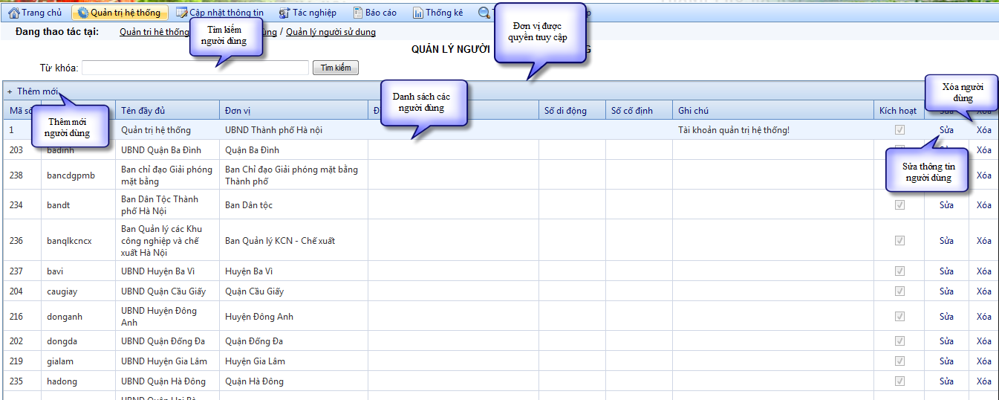 Trang chủ Quản trị hệ thống Cập nhật thông tin Tác nghiệp Báo cáo Thống kê
Đang thao tác tại: Quản trị hệ thống / Quản lý người sử dụng
Tìm kiếm
người dùng
Đơn vị được
quyền truy cập
QUẢN LÝ NGƯỜI
Từ khóa: Tìm kiếm
+ Thêm mới
Danh sách các
người dùng
Xóa người
dùng
Thêm mới
người dùng
Mã số Tên đầy đủ Đơn vị Số di động Số cố định Ghi chú Kích hoạt Sửa Xóa
1 Quản trị hệ thống UBND Thành phố Hà nội Tài khoản quản trị hệ thống! Sửa Xóa
203 badinh UBND Quận Ba Đình Quận Ba Đình Sửa Xóa
Sửa thông tin
người dùng
238 bancdgpmb Ban chỉ đạo Giải phóng
mặt bằng Ban Chỉ đạo Giải phóng mặt bằng
Thành phố Xóa
234 bandt Ban Dân Tộc Thành
phố Hà Nội Ban Dân tộc Sửa Xóa
236 banqlkcncx Ban Quản lý các Khu
công nghiệp và chế
xuất Hà Nội Ban Quản lý KCN - Chế xuất Sửa Xóa
237 bavi UBND Huyện Ba Vì Huyện Ba Vì Sửa Xóa
204 caugiay UBND Quận Cầu Giấy Quận Cầu Giấy Sửa Xóa
216 donganh UBND Huyện Đông
Anh Huyện Đông Anh Sửa Xóa
202 dongda UBND Quận Đống Đa Quận Đống Đa Sửa Xóa
219 gialam UBND Huyện Gia Lâm Huyện Gia Lâm Sửa Xóa
235 hadong UBND Quận Hà Đông Quận Hà Đông Sửa Xóa
UBND Quận Hai Bà